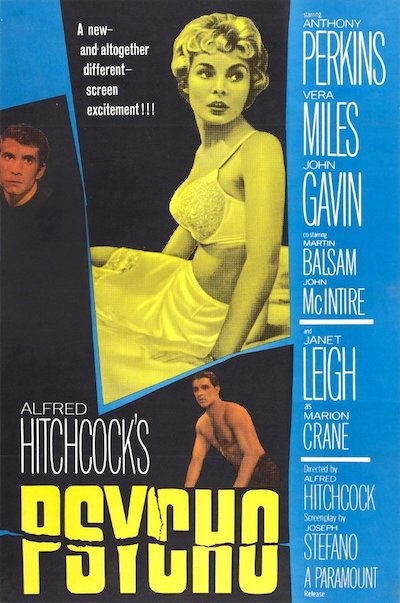 A new—
and altogether
different—
screen
excitement!!!
starring
ANTHONY
PERKINS
VERA
MILES
JOHN
GAVIN
co-starring
MARTIN
BALSAM
JOHN
McINTIRE
and
JANET
LEIGH
as
MARION
CRANE
Directed by
ALFRED
HITCHCOCK
Screenplay by
JOSEPH
STEFANO
A PARAMOUNT
Release
ALFRED
HITCHCOCK'S
PSYCHO